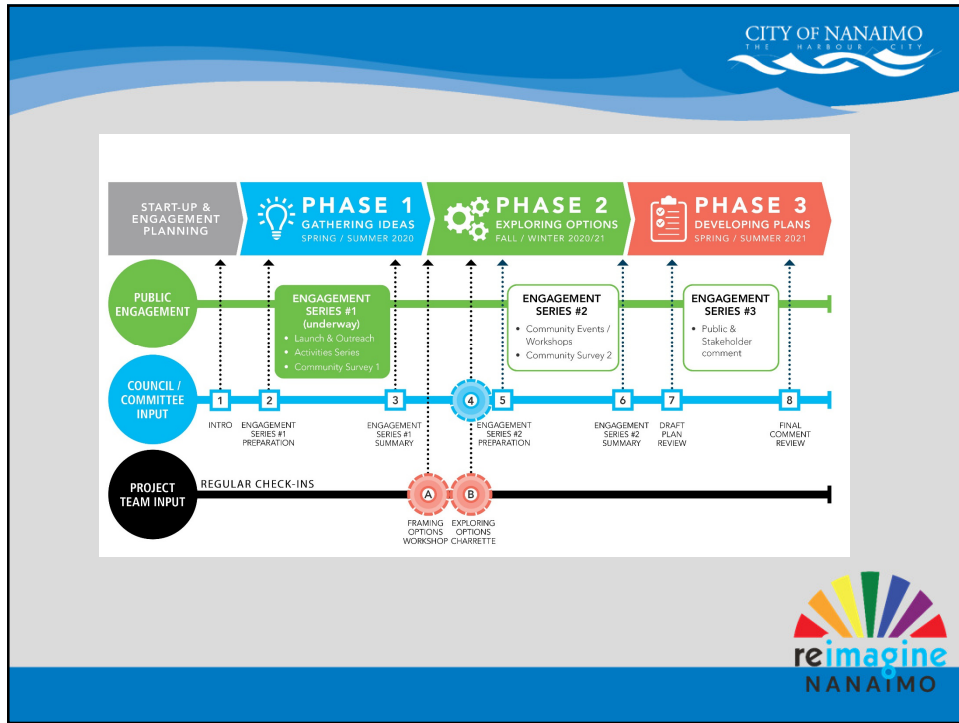 CITY OF NANAIMO
THE HARBOUR CITY
START-UP &
ENGAGEMENT
PLANNING
PHASE 1
GATHERING IDEAS
SPRING / SUMMER 2020
PHASE 2
EXPLORING OPTIONS
FALL / WINTER 2020/21
PHASE 3
DEVELOPING PLANS
SPRING / SUMMER 2021
PUBLIC
ENGAGEMENT
ENGAGEMENT
SERIES #1
(underway)
• Launch & Outreach
• Activities Series
• Community Survey 1
ENGAGEMENT
SERIES #2
• Community Events /
Workshops
• Community Survey 2
ENGAGEMENT
SERIES #3
• Public &
Stakeholder
comment
COUNCIL /
COMMITTEE
INPUT
1
INTRO
2
ENGAGEMENT
SERIES #1
PREPARATION
3
ENGAGEMENT
SERIES #1
SUMMARY
4
5
ENGAGEMENT
SERIES #2
PREPARATION
6
ENGAGEMENT
SERIES #2
SUMMARY
7
DRAFT
PLAN
REVIEW
8
FINAL
COMMENT
REVIEW
PROJECT
TEAM INPUT
REGULAR CHECK-INS
A
FRAMING
OPTIONS
WORKSHOP
B
EXPLORING
OPTIONS
CHARRETTE
reimagine
NANAIMO